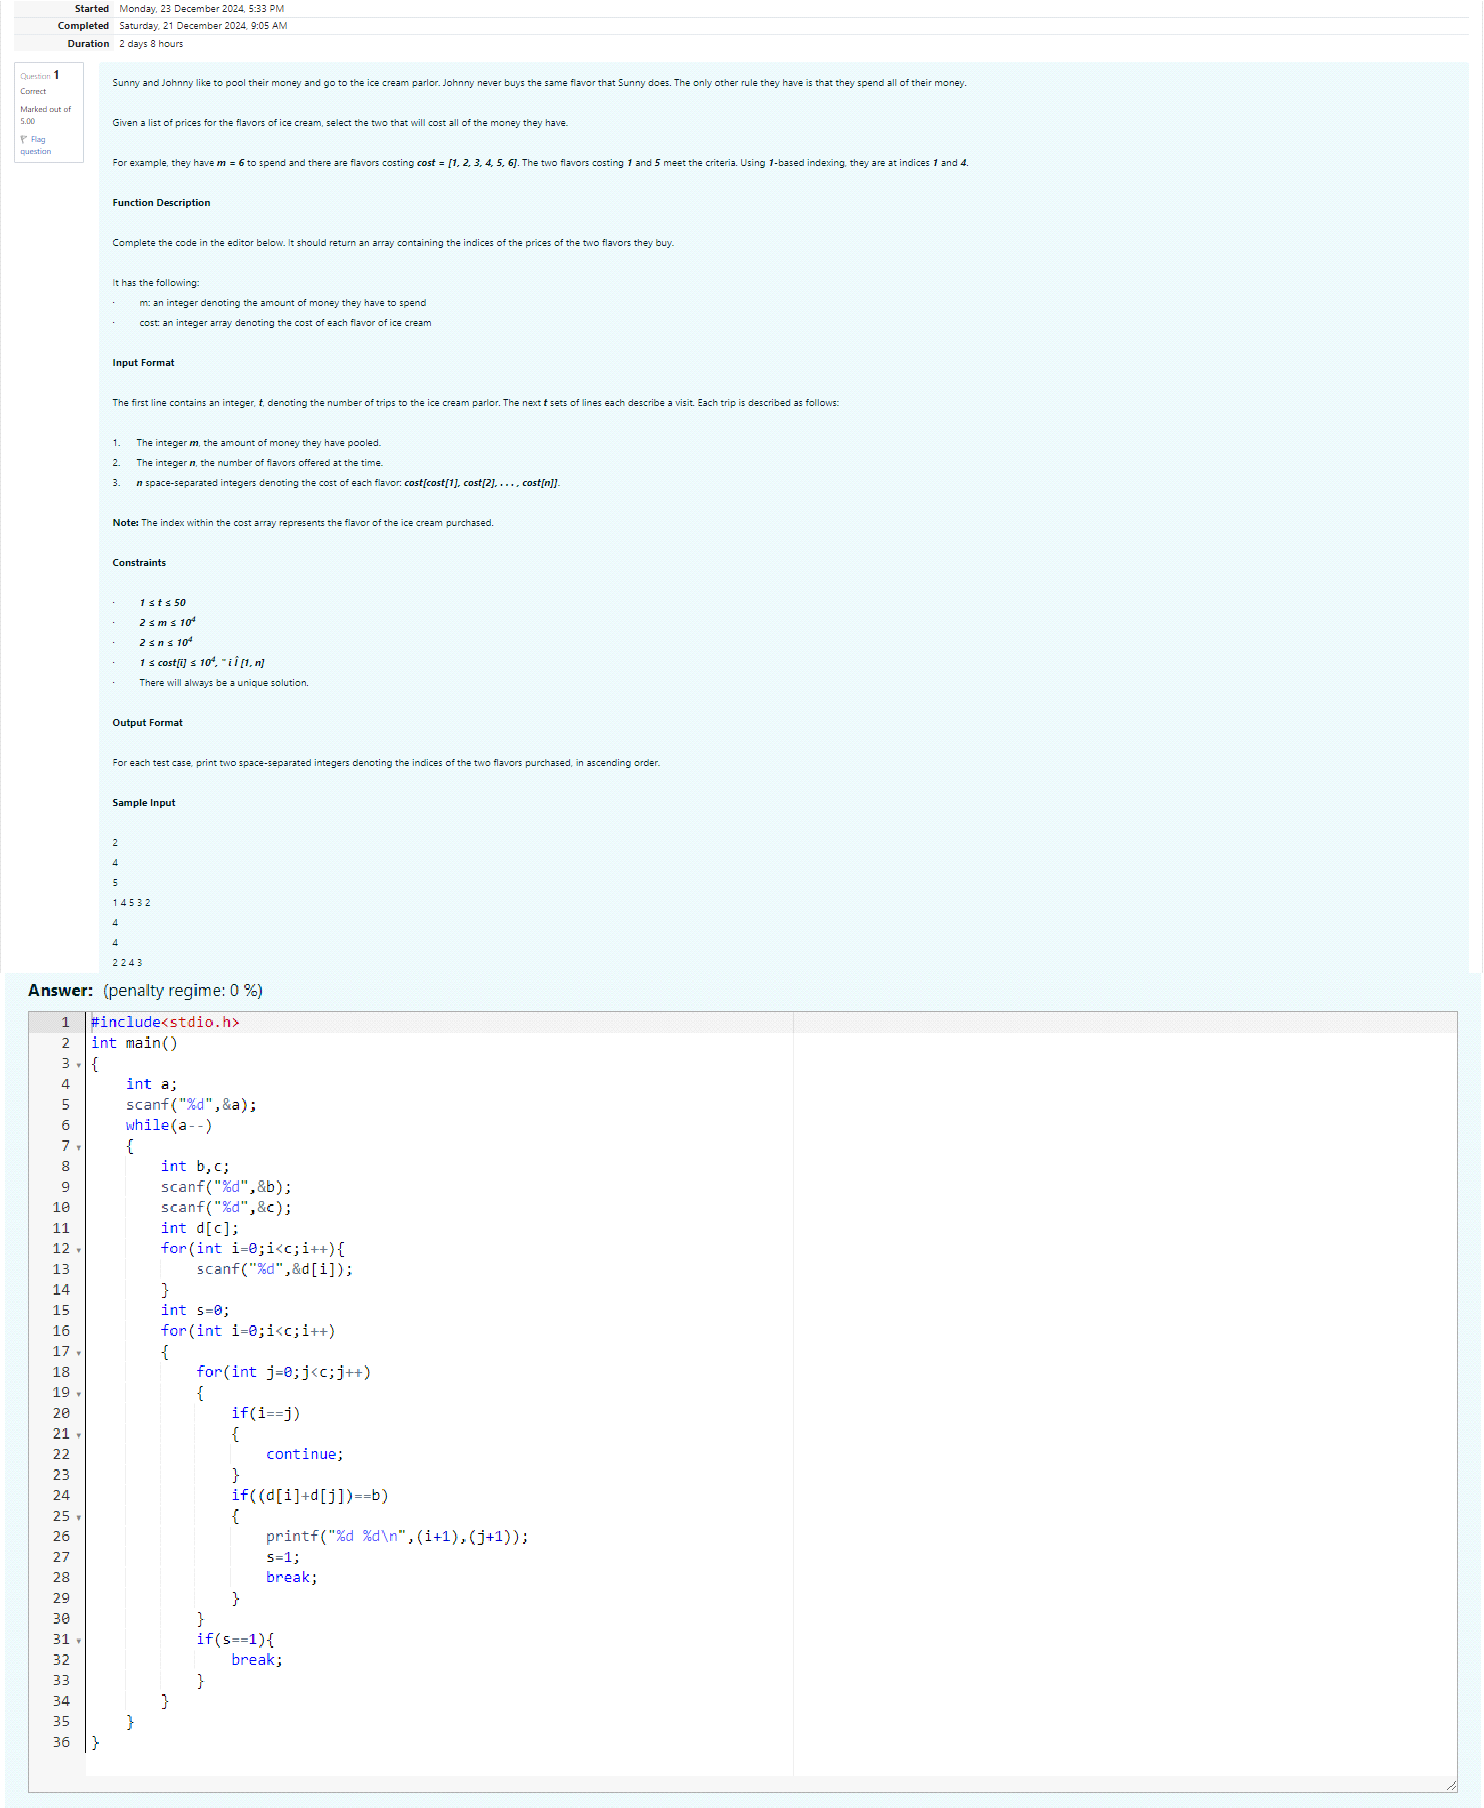 Started Monday, 23 December 2024, 5:33 PM
Completed Saturday, 21 December 2024, 9:05 AM
Duration 2 days 8 hours
Question 1
Correct
Marked out of
5.00
Flag
question
Sunny and Johnny like to pool their money and go to the ice cream parlor. Johnny never buys the same flavor that Sunny does. The only other rule they have is that they spend all of their money.
Given a list of prices for the flavors of ice cream, select the two that will cost all of the money they have.
For example, they have m = 6 to spend and there are flavors costing cost = [1, 2, 3, 4, 5, 6]. The two flavors costing 1 and 5 meet the criteria. Using 1-based indexing, they are at indices 1 and 4.
Function Description
Complete the code in the editor below. It should return an array containing the indices of the prices of the two flavors they buy.
It has the following:
· m: an integer denoting the amount of money they have to spend
· cost: an integer array denoting the cost of each flavor of ice cream
Input Format
The first line contains an integer, t, denoting the number of trips to the ice cream parlor. The next t sets of lines each describe a visit. Each trip is described as follows:
1. The integer m, the amount of money they have pooled.
2. The integer n, the number of flavors offered at the time.
3. n space-separated integers denoting the cost of each flavor: cost[cost[1], cost[2], . . . , cost[n]].
Note: The index within the cost array represents the flavor of the ice cream purchased.
Constraints
· 1 ≤ t ≤ 50
· 2 ≤ m ≤ 10⁴
· 2 ≤ n ≤ 10⁴
· 1 ≤ cost[i] ≤ 10⁴, " i Î [1, n]
· There will always be a unique solution.
Output Format
For each test case, print two space-separated integers denoting the indices of the two flavors purchased, in ascending order.
Sample Input
2
4
5
1 4 5 3 2
4
4
2 2 4 3
Answer: (penalty regime: 0 %)
1 #include<stdio.h>
2 int main()
3 {
4 int a;
5 scanf("%d",&a);
6 while(a--)
7 {
8 int b,c;
9 scanf("%d",&b);
10 scanf("%d",&c);
11 int d[c];
12 for(int i=0;i<c;i++){
13 scanf("%d",&d[i]);
14 }
15 int s=0;
16 for(int i=0;i<c;i++)
17 {
18 for(int j=0;j<c;j++)
19 {
20 if(i==j)
21 {
22 continue;
23 }
24 if((d[i]+d[j])==b)
25 {
26 printf("%d %d\n",(i+1),(j+1));
27 s=1;
28 break;
29 }
30 }
31 if(s==1){
32 break;
33 }
34 }
35 }
36 }